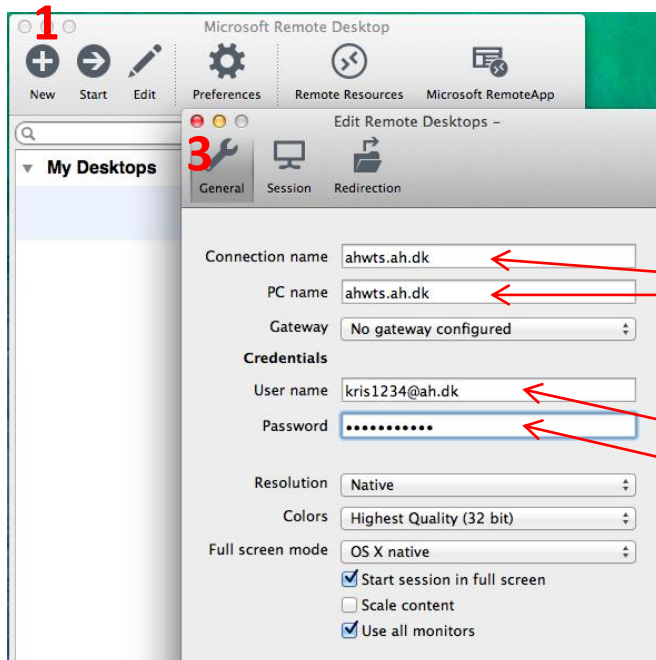 1
Microsoft Remote Desktop
New Start Edit Preferences Remote Resources Microsoft RemoteApp
Edit Remote Desktops –
My Desktops
3
General Session Redirection
Connection name ahwts.ah.dk
PC name ahwts.ah.dk
Gateway No gateway configured
Credentials
User name kris1234@ah.dk
Password •••••••••••
Resolution Native
Colors Highest Quality (32 bit)
Full screen mode OS X native
Start session in full screen
Scale content
Use all monitors